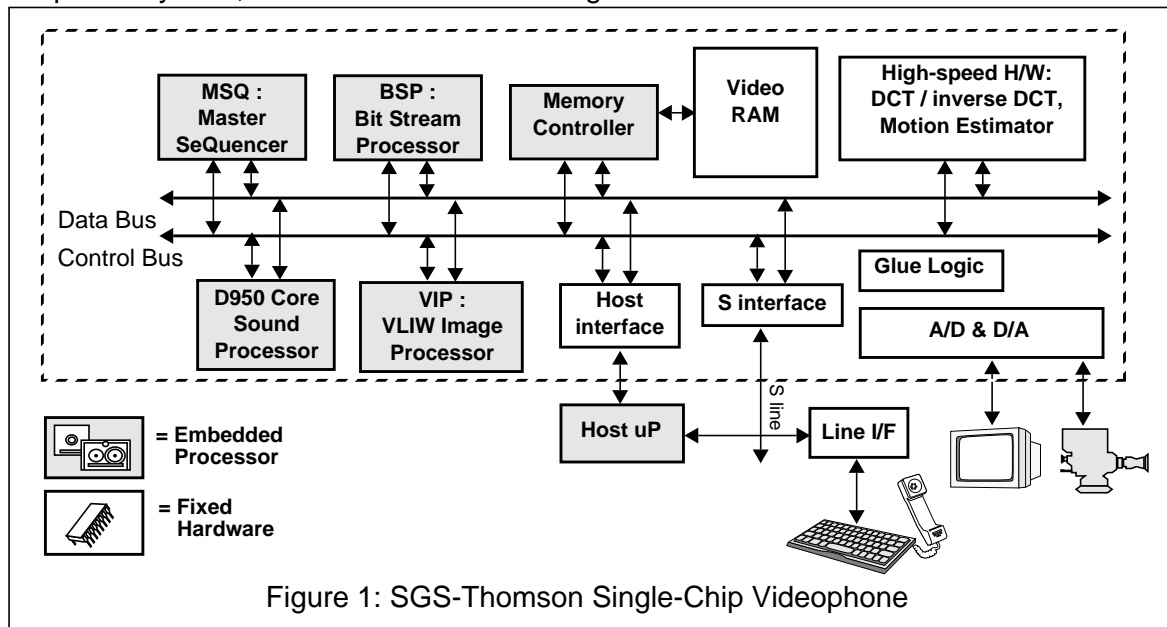 MSQ :
Master
SeQuencer
BSP :
Bit Stream
Processor
Memory
Controller
Video
RAM
High-speed H/W:
DCT / inverse DCT,
Motion Estimator
Data Bus
Control Bus
D950 Core
Sound
Processor
VIP :
VLIW Image
Processor
Host
interface
S interface
Glue Logic
A/D & D/A
S line
Host uP
Line I/F
= Embedded
Processor
= Fixed
Hardware
Figure 1: SGS-Thomson Single-Chip Videophone